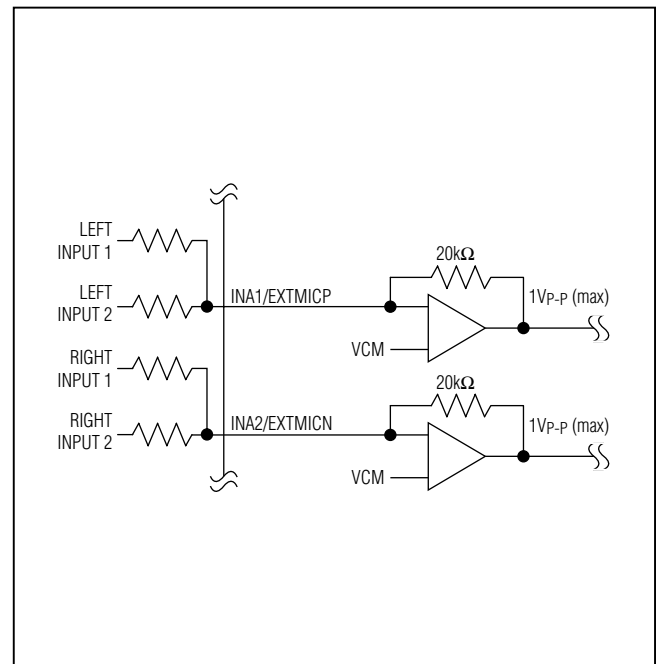 LEFT
INPUT 1
LEFT
INPUT 2
INA1/EXTMICP
20kΩ
1VP-P (max)
VCM
RIGHT
INPUT 1
RIGHT
INPUT 2
INA2/EXTMICN
20kΩ
1VP-P (max)
VCM